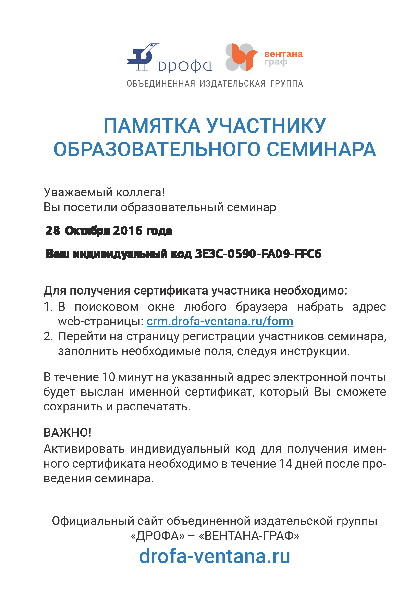 дрофа
вентана
граф
ОБЪЕДИНЕННАЯ ИЗДАТЕЛЬСКАЯ ГРУППА
ПАМЯТКА УЧАСТНИКУ
ОБРАЗОВАТЕЛЬНОГО СЕМИНАРА
Уважаемый коллега!
Вы посетили образовательный семинар
28 Октября 2016 года
Ваш индивидуальный код 3E3C-0590-FA09-FFC6
Для получения сертификата участника необходимо:
1. В поисковом окне любого браузера набрать адрес
web-страницы: crm.drofa-ventana.ru/form
2. Перейти на страницу регистрации участников семинара,
заполнить необходимые поля, следуя инструкции.
В течение 10 минут на указанный адрес электронной почты
будет выслан именной сертификат, который Вы сможете
сохранить и распечатать.
ВАЖНО!
Активировать индивидуальный код для получения имен-
ного сертификата необходимо в течение 14 дней после про-
ведения семинара.
Официальный сайт объединенной издательской группы
«ДРОФА» – «ВЕНТАНА-ГРАФ»
drofa-ventana.ru